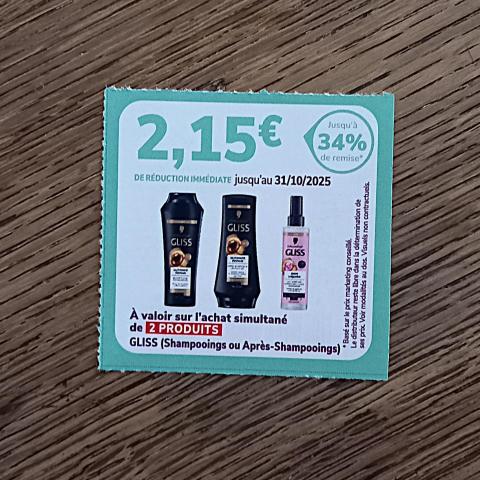 2,15€
Jusqu'à
34%
de remise*
DE RÉDUCTION IMMÉDIATE jusqu'au 31/10/2025
GLISS
GLISS
GLISS
À valoir sur l'achat simultané
de 2 PRODUITS
GLISS (Shampooings ou Après-Shampooings)
* Basé sur le prix marketing conseillé.
Le distributeur reste libre dans la détermination de
ses prix. Voir modalités au dos. Visuels non contractuels.